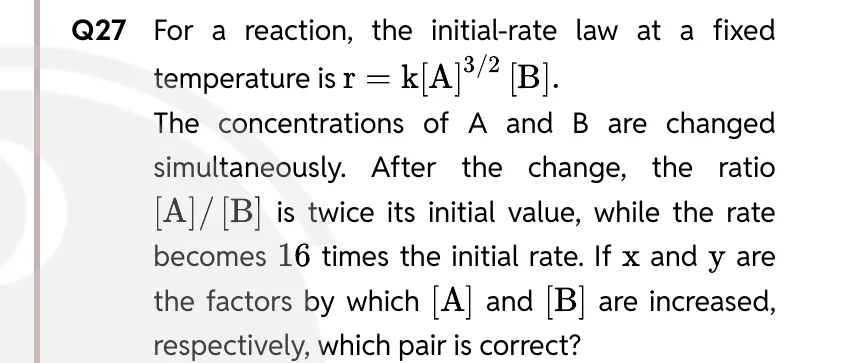 Q27 For a reaction, the initial-rate law at a fixed
temperature is r = k[A]^{3/2} [B].
The concentrations of A and B are changed
simultaneously. After the change, the ratio
[A]/ [B] is twice its initial value, while the rate
becomes 16 times the initial rate. If x and y are
the factors by which [A] and [B] are increased,
respectively, which pair is correct?